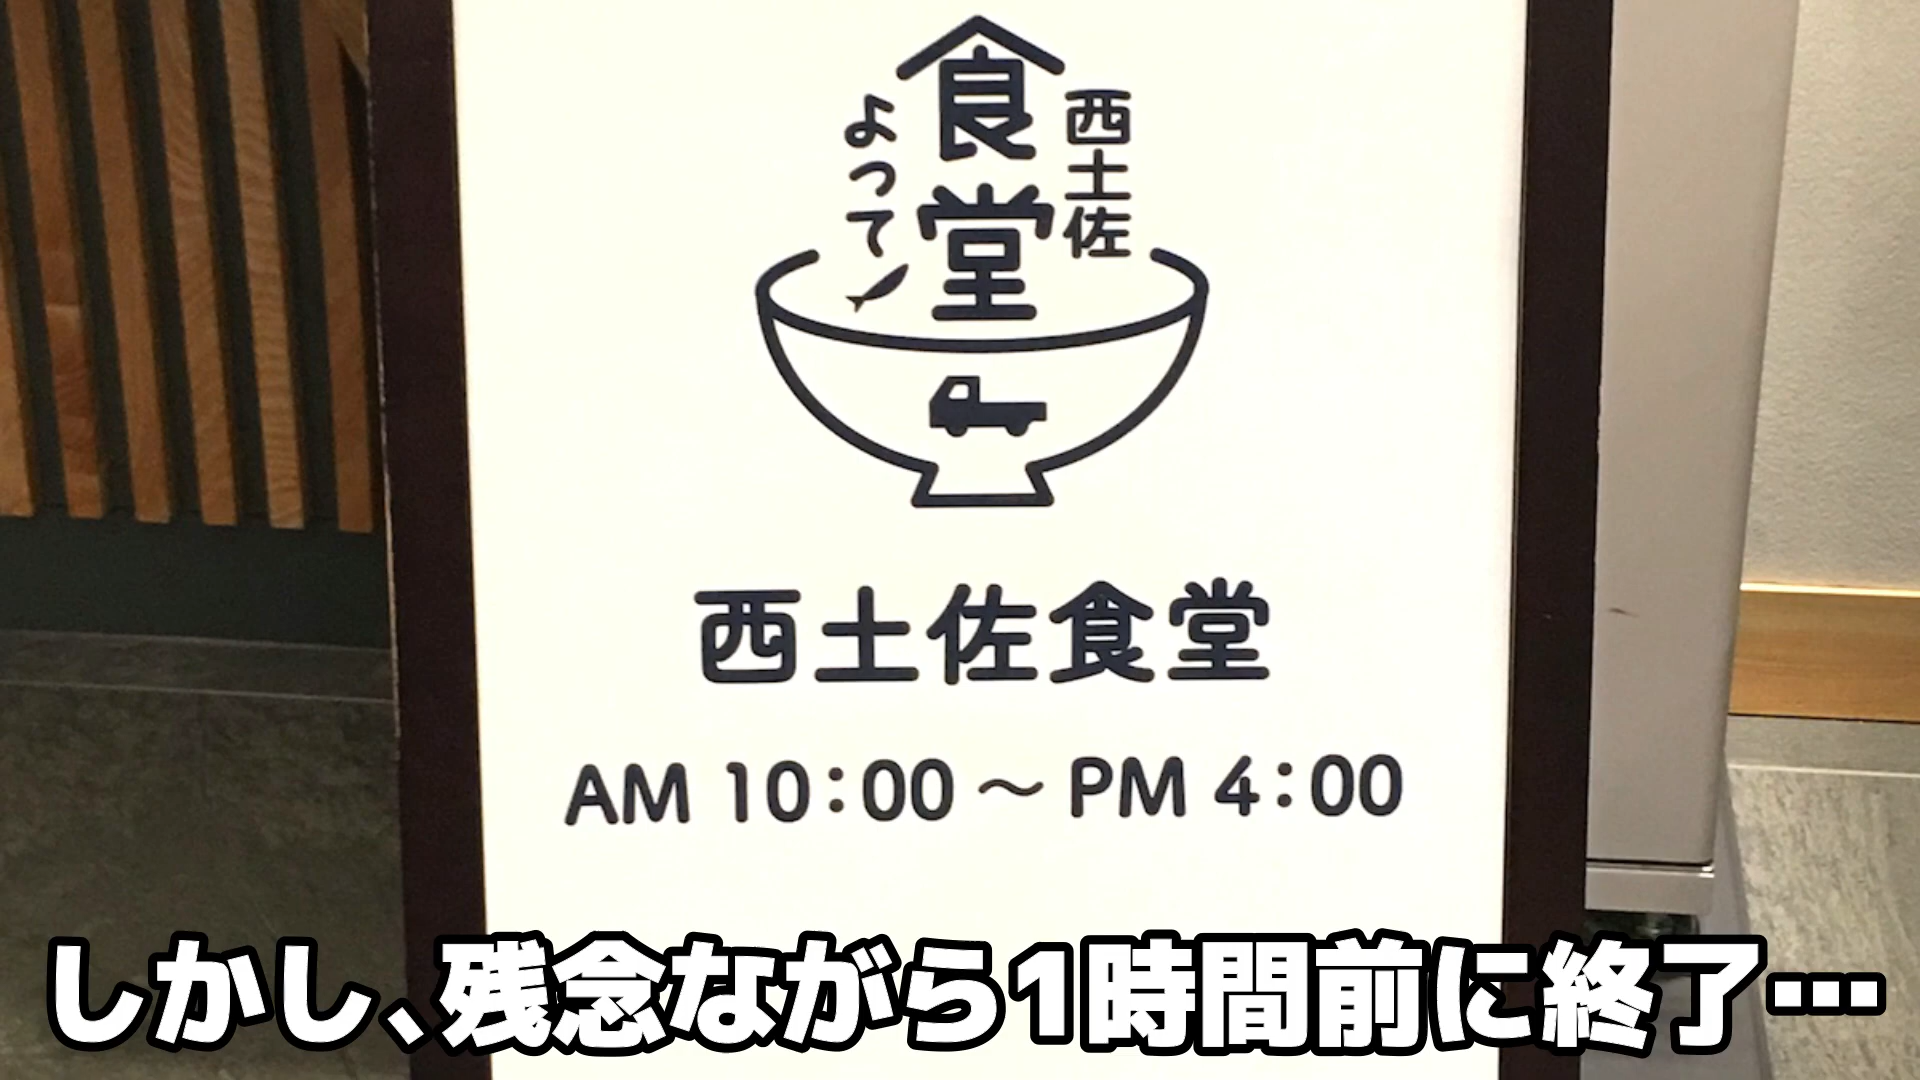 西土佐
食堂
よって
西土佐食堂
AM 10:00 〜 PM 4:00
しかし、残念ながら1時間前に終了…